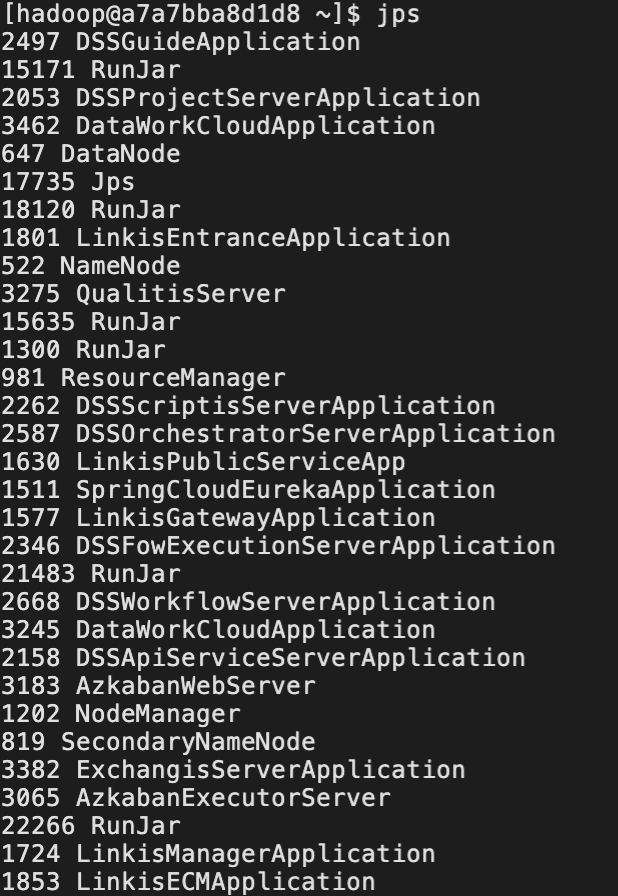 [hadoop@a7a7bba8d1d8 ~]$ jps
2497 DSSGuideApplication
15171 RunJar
2053 DSSProjectServerApplication
3462 DataWorkCloudApplication
647 DataNode
17735 Jps
18120 RunJar
1801 LinkisEntranceApplication
522 NameNode
3275 QualitisServer
15635 RunJar
1300 RunJar
981 ResourceManager
2262 DSSScriptisServerApplication
2587 DSSOrchestratorServerApplication
1630 LinkisPublicServiceApp
1511 SpringCloudEurekaApplication
1577 LinkisGatewayApplication
2346 DSSFowExecutionServerApplication
21483 RunJar
2668 DSSWorkflowServerApplication
3245 DataWorkCloudApplication
2158 DSSApiServiceServerApplication
3183 AzkabanWebServer
1202 NodeManager
819 SecondaryNameNode
3382 ExchangisServerApplication
3065 AzkabanExecutorServer
22266 RunJar
1724 LinkisManagerApplication
1853 LinkisECMApplication